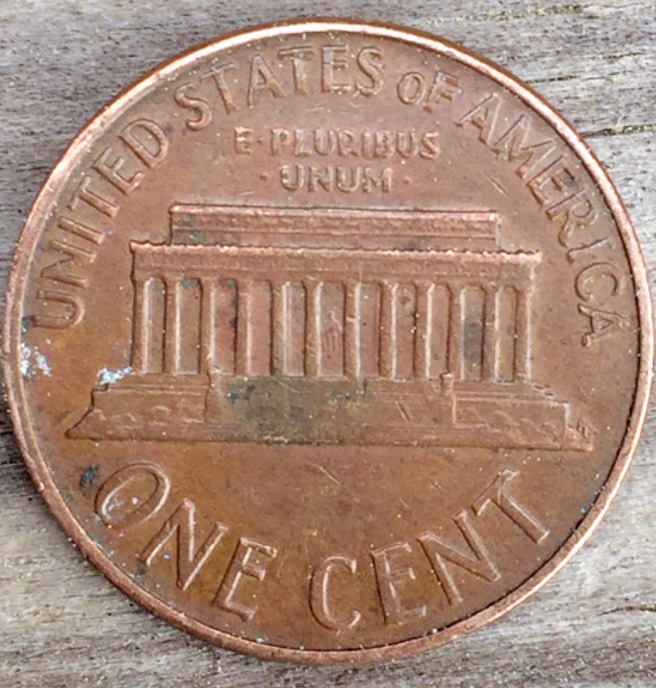 UNITED STATES OF AMERICA
E·PLURIBUS
·UNUM·
ONE CENT